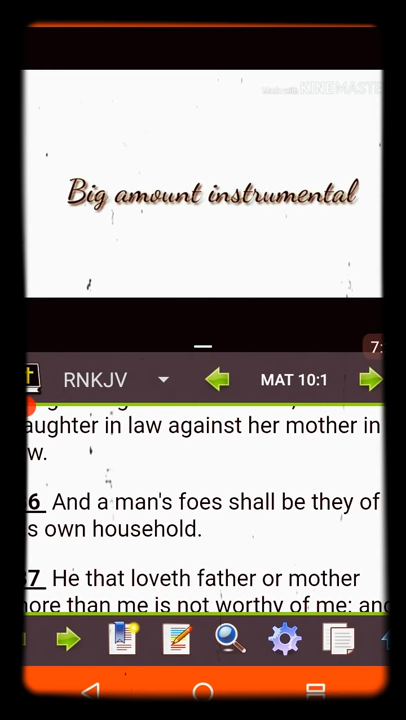 Made with KINEMASTE
Big amount instrumental
7:
RNKJV
MAT 10:1
aughter in law against her mother in
w.
6 And a man's foes shall be they of
s own household.
7 He that loveth father or mother
ore than me is not worthy of me: and